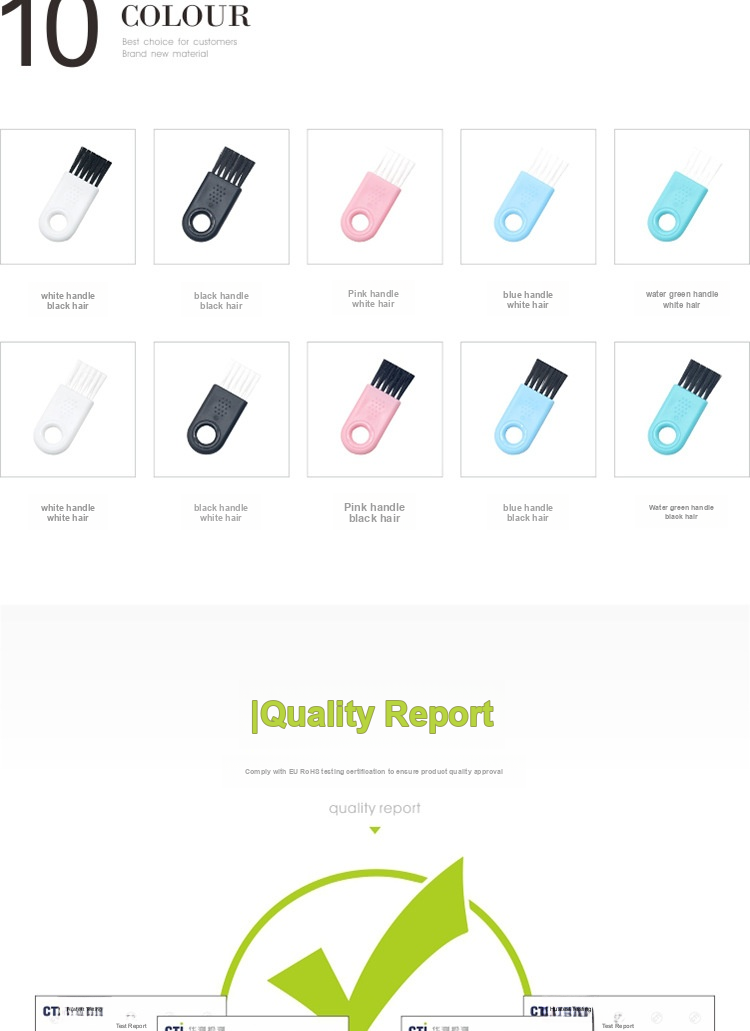 10
COLOUR
Best choice for customers
Brand new material
white handle
black hair
black handle
black hair
Pink handle
white hair
blue handle
white hair
water green handle
white hair
white handle
white hair
black handle
white hair
Pink handle
black hair
blue handle
black hair
Water green handle
black hair
|Quality Report
Comply with EU RoHS testing certification to ensure product quality approval
quality report
CTi
Test Report
CTi
CTi
CTi
Test Report